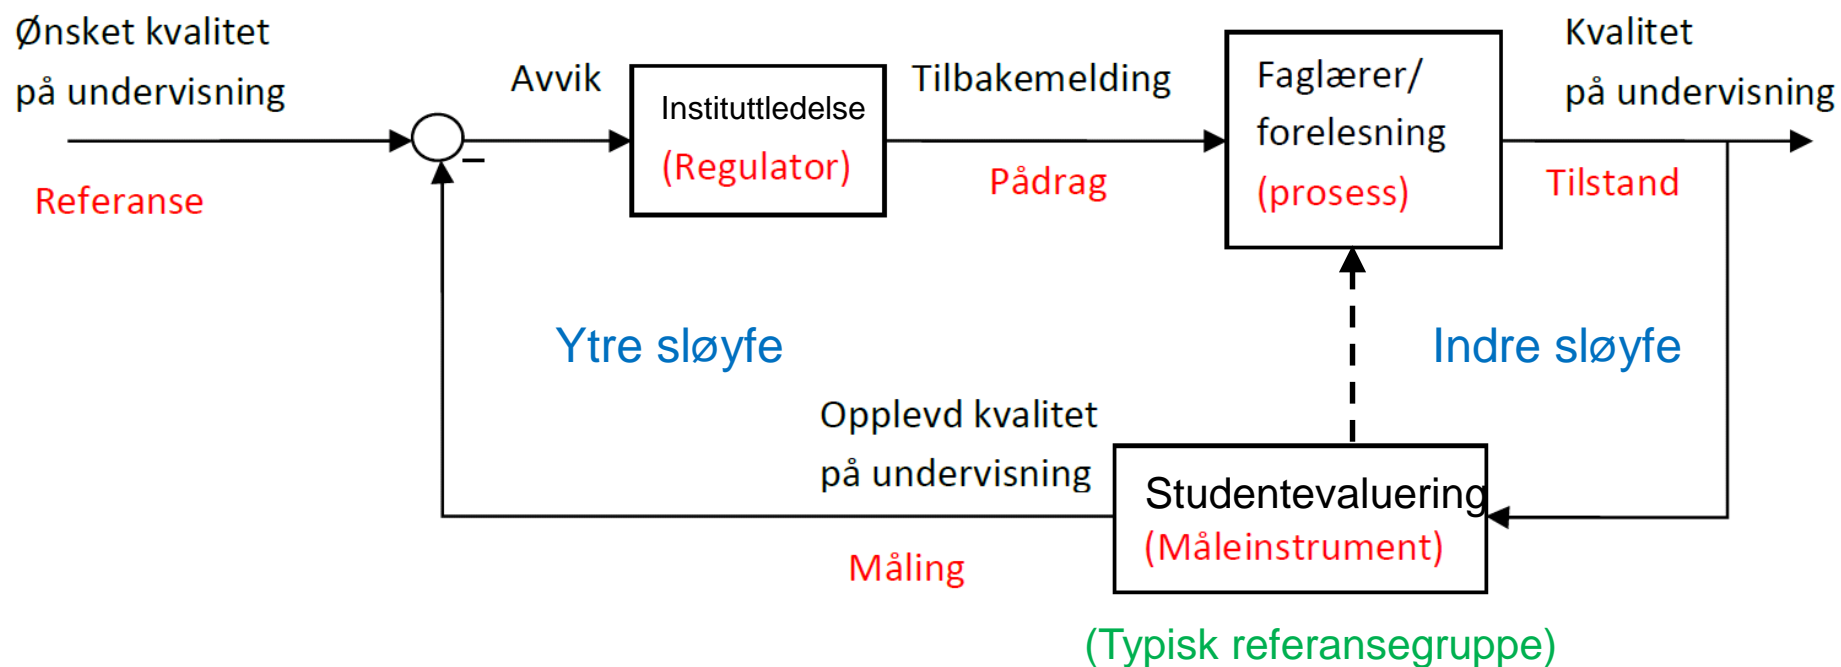 Ønsket kvalitet
på undervisning
Referanse
Avvik
–
Instituttledelse
(Regulator)
Tilbakemelding
Pådrag
Faglærer/
forelesning
(prosess)
Kvalitet
på undervisning
Tilstand
Ytre sløyfe
Indre sløyfe
Opplevd kvalitet
på undervisning
Måling
Studentevaluering
(Måleinstrument)
(Typisk referansegruppe)